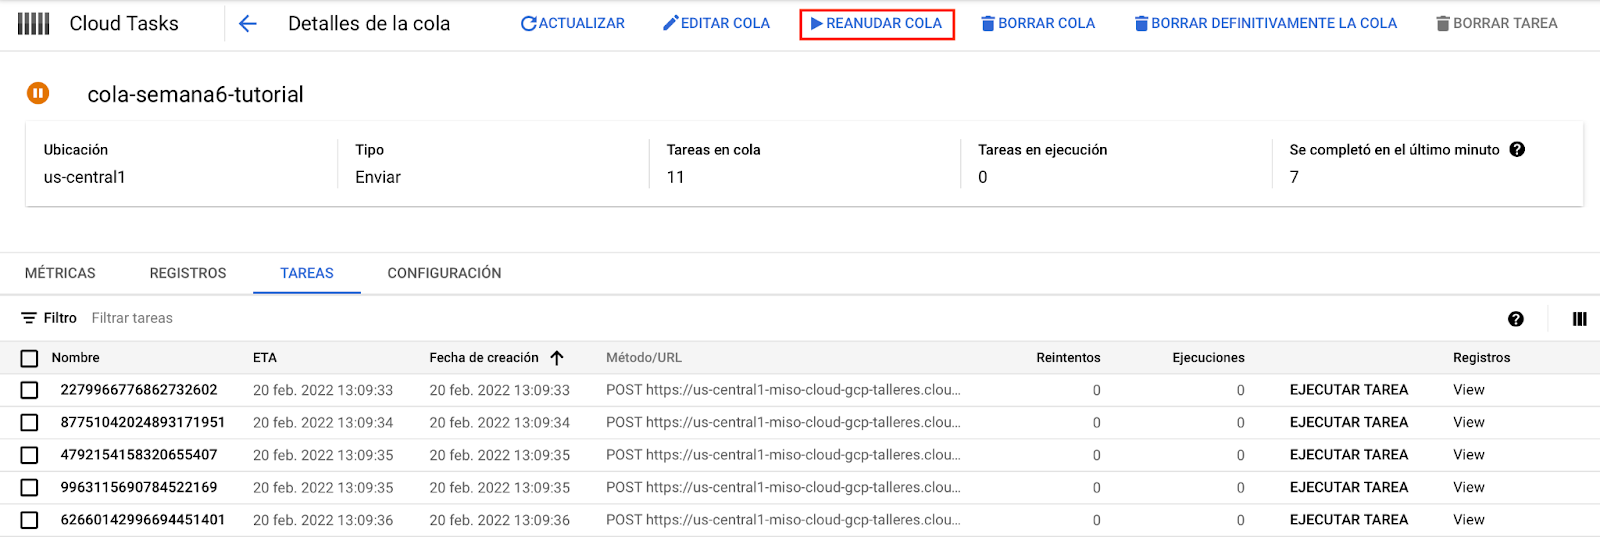 Cloud Tasks Detalles de la cola ACTUALIZAR EDITAR COLA REANUDAR COLA BORRAR COLA BORRAR DEFINITIVAMENTE LA COLA BORRAR TAREA
cola-semana6-tutorial
Ubicación Tipo Tareas en cola Tareas en ejecución Se completó en el último minuto ?
us-central1 Enviar 11 0 7
MÉTRICAS REGISTROS TAREAS CONFIGURACIÓN
Filtro Filtrar tareas ?
Nombre ETA Fecha de creación Método/URL Reintentos Ejecuciones Registros
2279966776862732602 20 feb. 2022 13:09:33 20 feb. 2022 13:09:33 POST https://us-central1-miso-cloud-gcp-talleres.clou... 0 0 EJECUTAR TAREA View
87751042024893171951 20 feb. 2022 13:09:34 20 feb. 2022 13:09:34 POST https://us-central1-miso-cloud-gcp-talleres.clou... 0 0 EJECUTAR TAREA View
4792154158320655407 20 feb. 2022 13:09:35 20 feb. 2022 13:09:35 POST https://us-central1-miso-cloud-gcp-talleres.clou... 0 0 EJECUTAR TAREA View
9963115690784522169 20 feb. 2022 13:09:35 20 feb. 2022 13:09:35 POST https://us-central1-miso-cloud-gcp-talleres.clou... 0 0 EJECUTAR TAREA View
62660142996694451401 20 feb. 2022 13:09:36 20 feb. 2022 13:09:36 POST https://us-central1-miso-cloud-gcp-talleres.clou... 0 0 EJECUTAR TAREA View